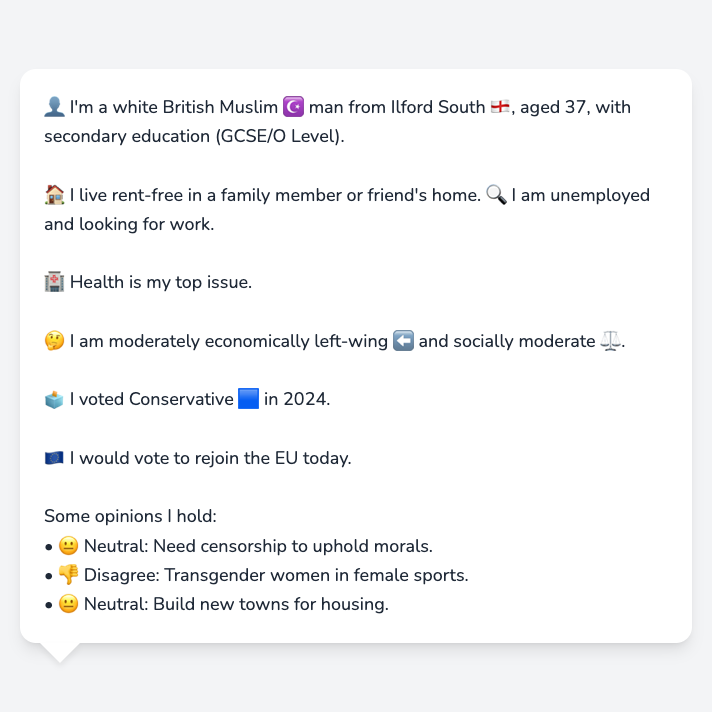 👤 I'm a white British Muslim ☪️ man from Ilford South 🏴󠁧󠁢󠁥󠁮󠁧󠁿, aged 37, with
secondary education (GCSE/O Level).
🏠 I live rent-free in a family member or friend's home. 🔍 I am unemployed
and looking for work.
🏥 Health is my top issue.
🤔 I am moderately economically left-wing ⬅️ and socially moderate ⚖️.
🗳️ I voted Conservative 🟦 in 2024.
🇪🇺 I would vote to rejoin the EU today.
Some opinions I hold:
• 😐 Neutral: Need censorship to uphold morals.
• 👎 Disagree: Transgender women in female sports.
• 😐 Neutral: Build new towns for housing.